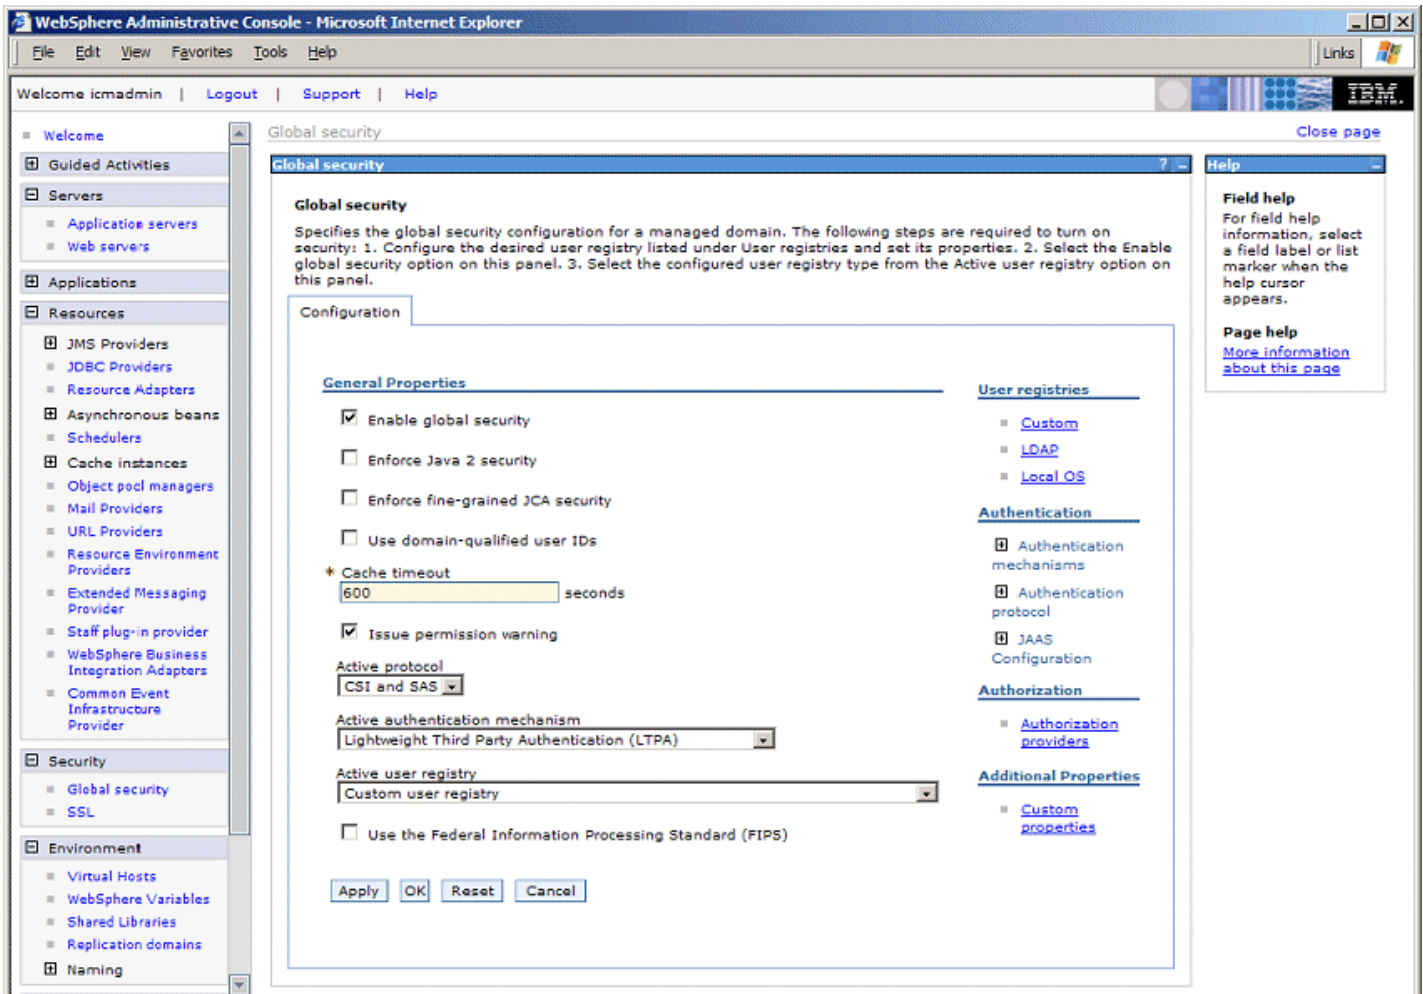 WebSphere Administrative Console - Microsoft Internet Explorer
File Edit View Favorites Tools Help
Links
Welcome icmadmin | Logout | Support | Help
IBM.
Welcome
Guided Activities
Servers
Application servers
Web servers
Applications
Resources
JMS Providers
JDBC Providers
Resource Adapters
Asynchronous beans
Schedulers
Cache instances
Object pool managers
Mail Providers
URL Providers
Resource Environment
Providers
Extended Messaging
Provider
Staff plug-in provider
WebSphere Business
Integration Adapters
Common Event
Infrastructure
Provider
Security
Global security
SSL
Environment
Virtual Hosts
WebSphere Variables
Shared Libraries
Replication domains
Naming
Global security
Close page
Global security ? -
Global security
Specifies the global security configuration for a managed domain. The following steps are required to turn on
security: 1. Configure the desired user registry listed under User registries and set its properties. 2. Select the Enable
global security option on this panel. 3. Select the configured user registry type from the Active user registry option on
this panel.
Configuration
General Properties
Enable global security
Enforce Java 2 security
Enforce fine-grained JCA security
Use domain-qualified user IDs
* Cache timeout
600 seconds
Issue permission warning
Active protocol
CSI and SAS
Active authentication mechanism
Lightweight Third Party Authentication (LTPA)
Active user registry
Custom user registry
Use the Federal Information Processing Standard (FIPS)
Apply OK Reset Cancel
User registries
Custom
LDAP
Local OS
Authentication
Authentication
mechanisms
Authentication
protocol
JAAS
Configuration
Authorization
Authorization
providers
Additional Properties
Custom
properties
Help -
Field help
For field help
information, select
a field label or list
marker when the
help cursor
appears.
Page help
More information
about this page